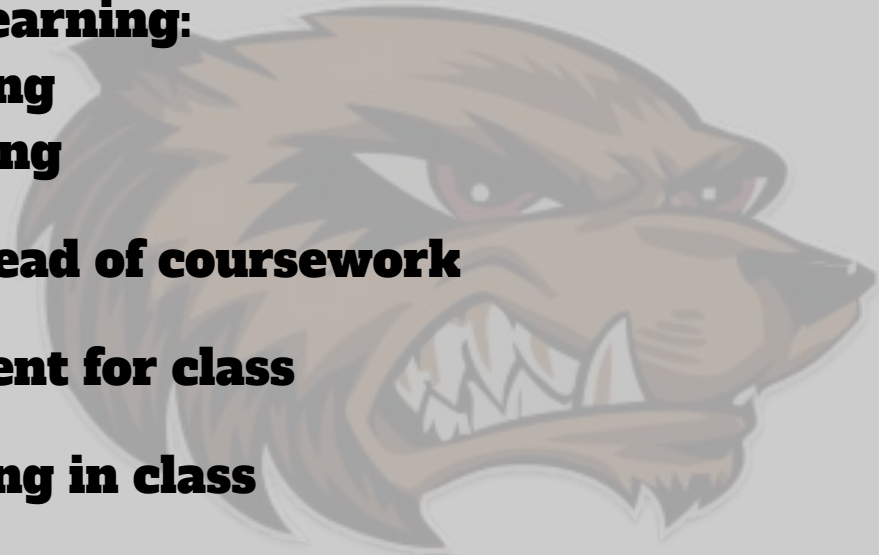 earning:
ng
ng
ead of coursework
ent for class
ng in class